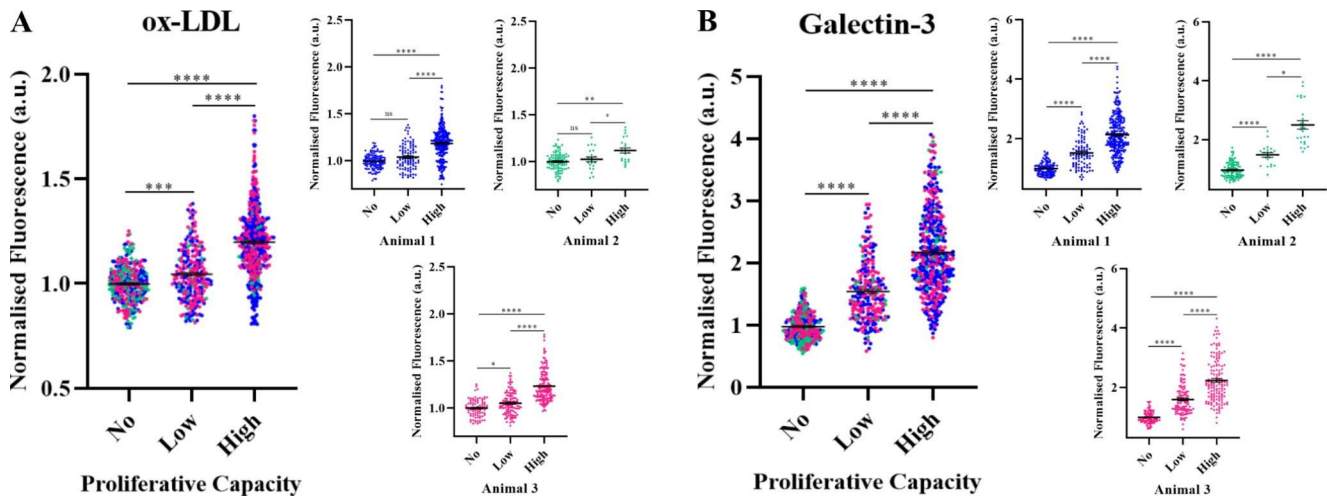 A
ox-LDL
Normalised Fluorescence (a.u.)
2.0
1.5
1.0
0.5
****
****
***
No
Low
High
Proliferative Capacity
Normalised Fluorescence (a.u.)
2.5
2.0
1.5
1.0
****
****
ns
No
Low
High
Animal 1
Normalised Fluorescence (a.u.)
2.5
2.0
1.5
1.0
**
*
ns
No
Low
High
Animal 2
Normalised Fluorescence (a.u.)
2.5
2.0
1.5
1.0
****
****
*
No
Low
High
Animal 3
B
Galectin-3
Normalised Fluorescence (a.u.)
5
4
3
2
1
0
****
****
****
No
Low
High
Proliferative Capacity
Normalised Fluorescence (a.u.)
6
4
2
****
****
****
No
Low
High
Animal 1
Normalised Fluorescence (a.u.)
6
4
2
****
*
****
No
Low
High
Animal 2
Normalised Fluorescence (a.u.)
6
4
2
****
****
****
No
Low
High
Animal 3